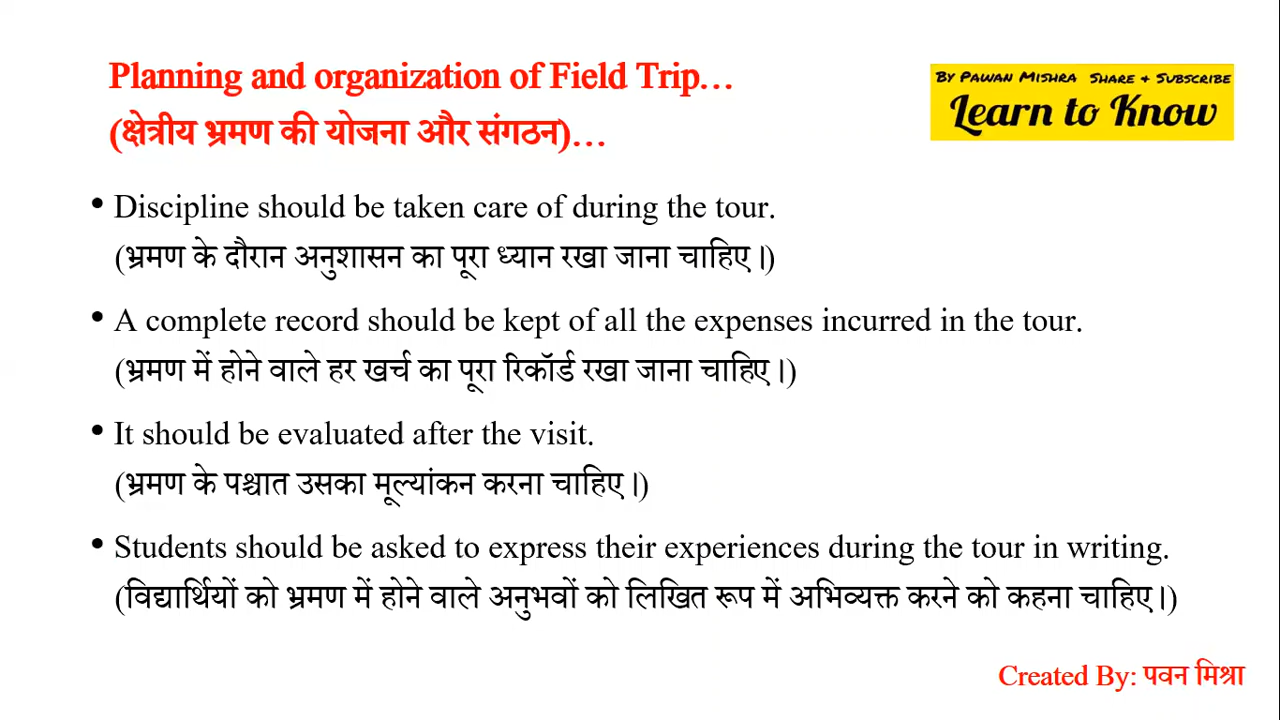 Planning and organization of Field Trip…
(क्षेत्रीय भ्रमण की योजना और संगठन)…
By Pawan Mishra Share & Subscribe
Learn to Know
• Discipline should be taken care of during the tour.
(भ्रमण के दौरान अनुशासन का पूरा ध्यान रखा जाना चाहिए।)
• A complete record should be kept of all the expenses incurred in the tour.
(भ्रमण में होने वाले हर खर्च का पूरा रिकॉर्ड रखा जाना चाहिए।)
• It should be evaluated after the visit.
(भ्रमण के पश्चात उसका मूल्यांकन करना चाहिए।)
• Students should be asked to express their experiences during the tour in writing.
(विद्यार्थियों को भ्रमण में होने वाले अनुभवों को लिखित रूप में अभिव्यक्त करने को कहना चाहिए।)
Created By: पवन मिश्रा